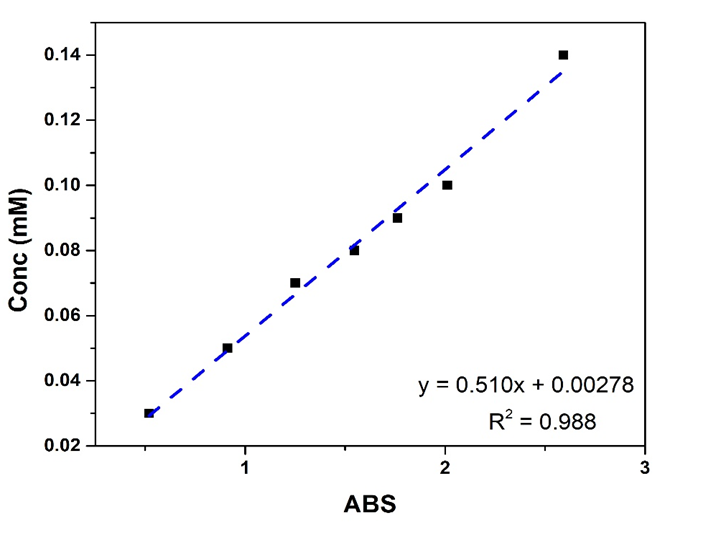 0.14
0.12
0.10
0.08
0.06
0.04
0.02
Conc (mM)
y = 0.510x + 0.00278
R² = 0.988
1 2 3
ABS